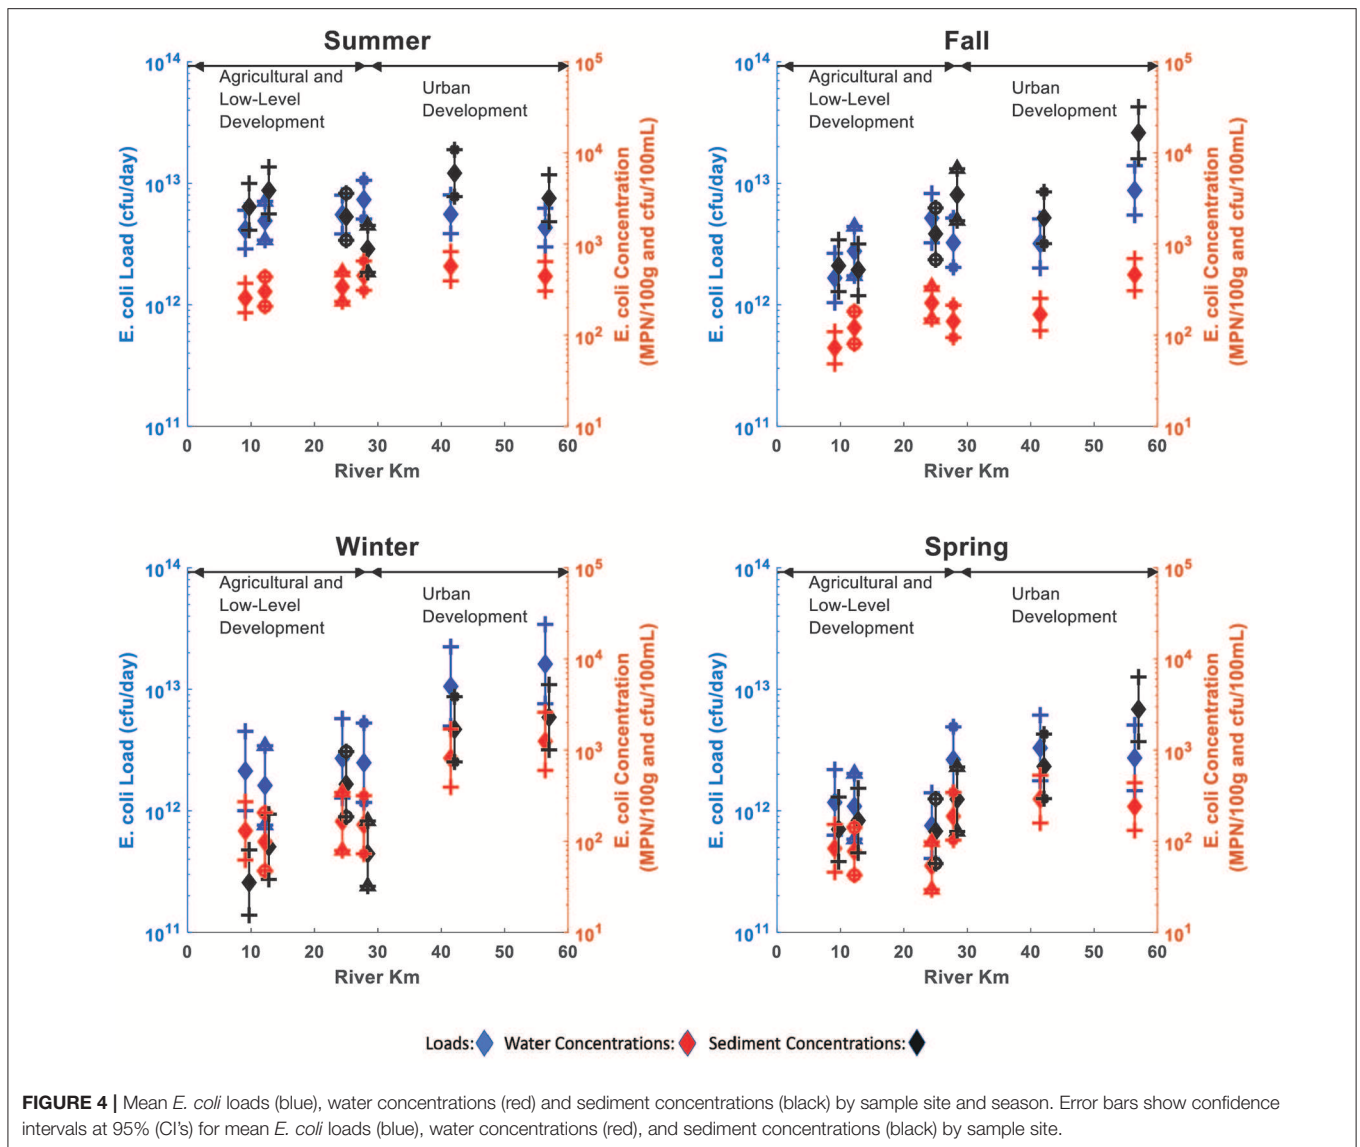 Summer
10^14
10^13
10^12
10^11
E. coli Load (cfu/day)
Agricultural and
Low-Level
Development
Urban
Development
10^5
10^4
10^3
10^2
10^1
E. coli Concentration
(MPN/100g and cfu/100mL)
0 10 20 30 40 50 60
River Km
Fall
10^14
10^13
10^12
10^11
E. coli Load (cfu/day)
Agricultural and
Low-Level
Development
Urban
Development
10^5
10^4
10^3
10^2
10^1
E. coli Concentration
(MPN/100g and cfu/100mL)
0 10 20 30 40 50 60
River Km
Winter
10^14
10^13
10^12
10^11
E. coli Load (cfu/day)
Agricultural and
Low-Level
Development
Urban
Development
10^5
10^4
10^3
10^2
10^1
E. coli Concentration
(MPN/100g and cfu/100mL)
0 10 20 30 40 50 60
River Km
Spring
10^14
10^13
10^12
10^11
E. coli Load (cfu/day)
Agricultural and
Low-Level
Development
Urban
Development
10^5
10^4
10^3
10^2
10^1
E. coli Concentration
(MPN/100g and cfu/100mL)
0 10 20 30 40 50 60
River Km
Loads: Water Concentrations: Sediment Concentrations:
FIGURE 4 | Mean E. coli loads (blue), water concentrations (red) and sediment concentrations (black) by sample site and season. Error bars show confidence
intervals at 95% (CI's) for mean E. coli loads (blue), water concentrations (red), and sediment concentrations (black) by sample site.